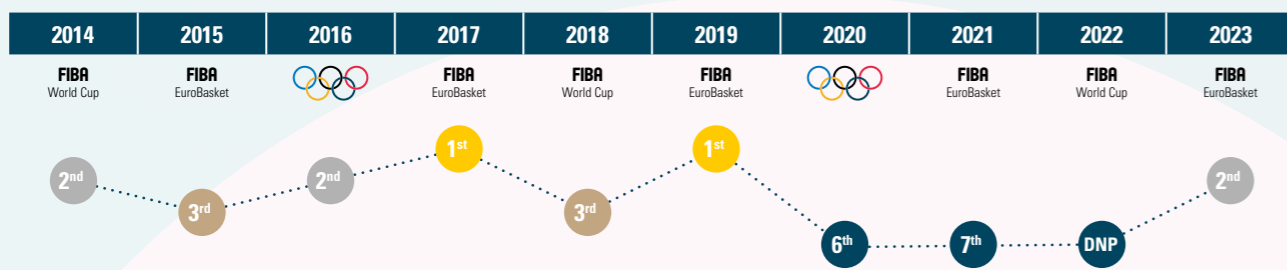 2014 2015 2016 2017 2018 2019 2020 2021 2022 2023
FIBA FIBA FIBA FIBA FIBA FIBA FIBA FIBA
World Cup EuroBasket EuroBasket World Cup EuroBasket EuroBasket World Cup EuroBasket
2nd 3rd 2nd 1st 3rd 1st 6th 7th DNP 2nd